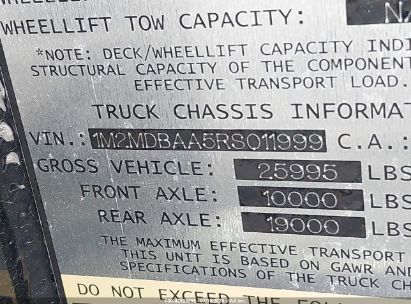 WHEELLIFT TOW CAPACITY:
*NOTE: DECK/WHEELLIFT CAPACITY INDI
STRUCTURAL CAPACITY OF THE COMPONENT
EFFECTIVE TRANSPORT LOAD.
TRUCK CHASSIS INFORMA
VIN.: 1M2MDBAA5RS011999 C.A.:
GROSS VEHICLE: 25995 LBS
FRONT AXLE: 10000 LBS
REAR AXLE: 19000 LBS
THE MAXIMUM EFFECTIVE TRANSPORT
THIS UNIT IS BASED ON GAWR AND
SPECIFICATIONS OF THE TRUCK CH
DO NOT EXCEED THE